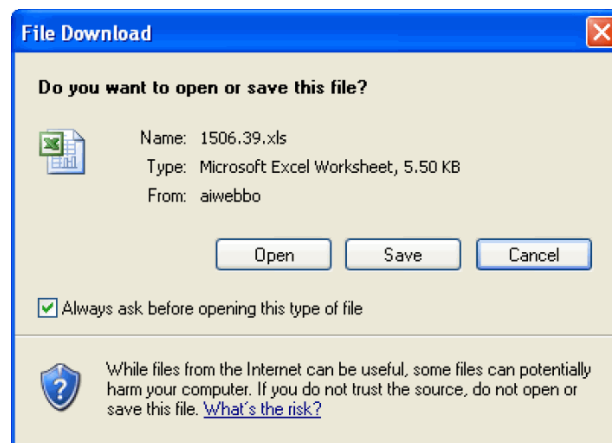 File Download
Do you want to open or save this file?
Name: 1506.39.xls
Type: Microsoft Excel Worksheet, 5.50 KB
From: aiwebbo
Open Save Cancel
Always ask before opening this type of file
While files from the Internet can be useful, some files can potentially
harm your computer. If you do not trust the source, do not open or
save this file. What's the risk?